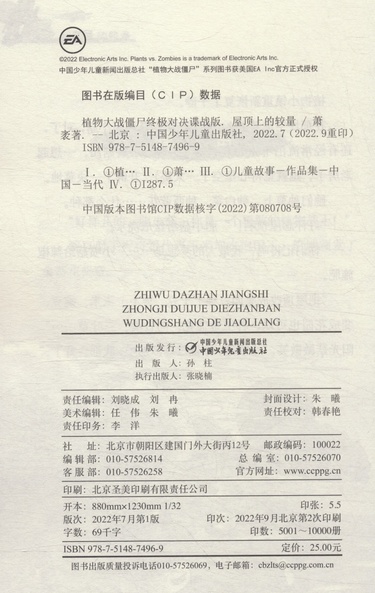 EA
©2022 Electronic Arts Inc. Plants vs. Zombies is a trademark of Electronic Arts Inc.
中国少年儿童新闻出版总社“植物大战僵尸”系列图书获美国EA Inc官方正式授权
图书在版编目(CIP)数据
植物大战僵尸终极对决谍战版. 屋顶上的较量 / 萧
袤著. -- 北京 : 中国少年儿童出版社, 2022.7(2022.9重印)
ISBN 978-7-5148-7496-9
Ⅰ. ①植… Ⅱ. ①萧… Ⅲ. ①儿童故事-作品集-中
国-当代 Ⅳ. ①I287.5
中国版本图书馆CIP数据核字(2022)第080708号
ZHIWU DAZHAN JIANGSHI
ZHONGJI DUIJUE DIEZHANBAN
WUDINGSHANG DE JIAOLIANG
出版发行: 中国少年儿童新闻出版总社
中国少年儿童出版社
出 版 人: 孙 柱
执行出版人: 张晓楠
责任编辑: 刘晓成 刘 冉 封面设计: 朱 曦
美术编辑: 任 伟 朱 曦 责任校对: 韩春艳
责任印务: 李 洋
社 址: 北京市朝阳区建国门外大街丙12号 邮政编码: 100022
编 辑 部: 010-57526814 总 编 室: 010-57526070
客 服 部: 010-57526258 官方网址: www.ccppg.cn
印刷: 北京圣美印刷有限责任公司
开本: 880mm×1230mm 1/32 印张: 5.5
版次: 2022年7月第1版 印次: 2022年9月北京第2次印刷
字数: 69千字 印数: 5001~10000册
ISBN 978-7-5148-7496-9 定价: 25.00元
图书出版质量投诉电话010-57526069, 电子邮箱: cbzlts@ccppg.com.cn